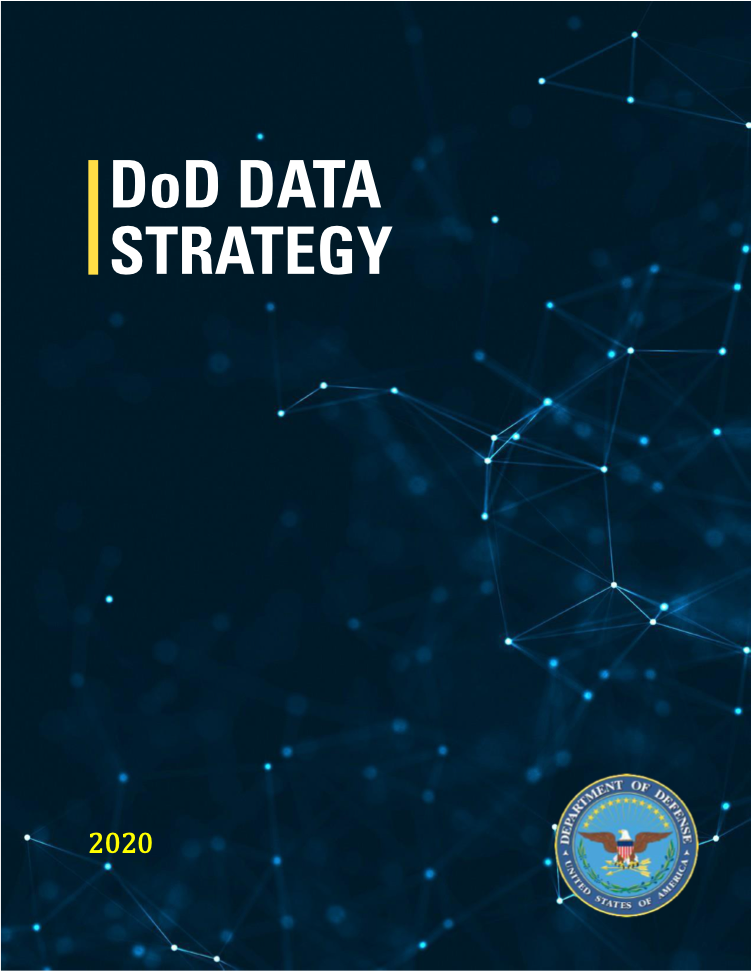 DoD DATA
STRATEGY
2020
DEPARTMENT OF DEFENSE
UNITED STATES OF AMERICA